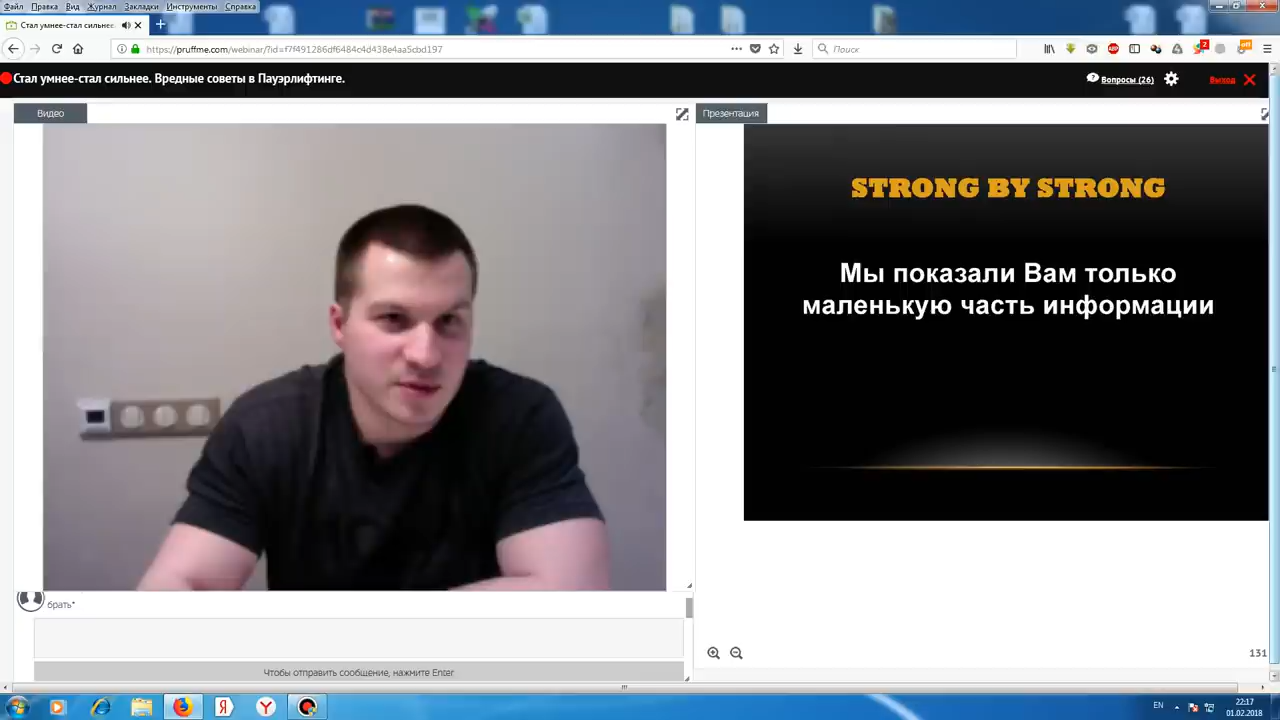 Файл Правка Вид Журнал Закладки Инструменты Справка
Стал умнее-стал сильнее.
https://pruffme.com/webinar/?id=f7f491286df6484c4d438e4aa5cbd197
Поиск
2
Стал умнее-стал сильнее. Вредные советы в Пауэрлифтинге.
Вопросы (26)
Выход
Видео
Презентация
STRONG BY STRONG
Мы показали Вам только
маленькую часть информации
брать*
Чтобы отправить сообщение, нажмите Enter
131
EN
22:17
01.02.2018